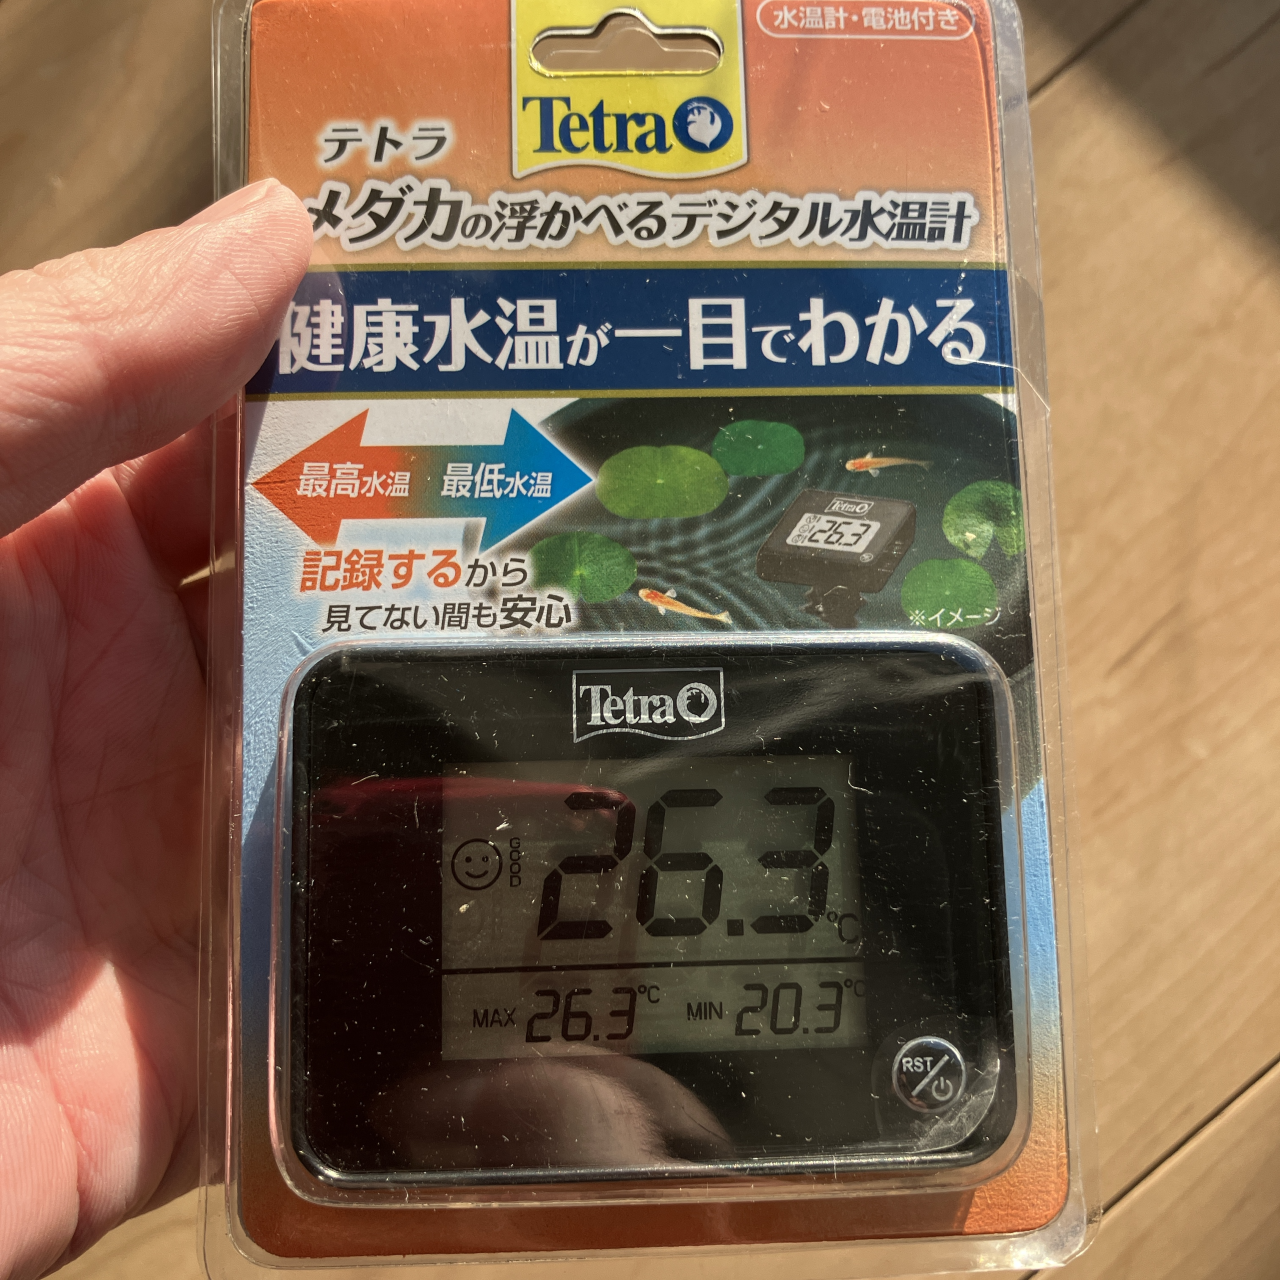 水温計・電池付き
Tetra
テトラ
メダカの浮かべるデジタル水温計
健康水温が一目でわかる
最高水温 最低水温
記録するから
見てない間も安心
Tetra
26.3
※イメージ
Tetra
GOOD
26.3℃
MAX 26.3℃ MIN 20.3℃
RST